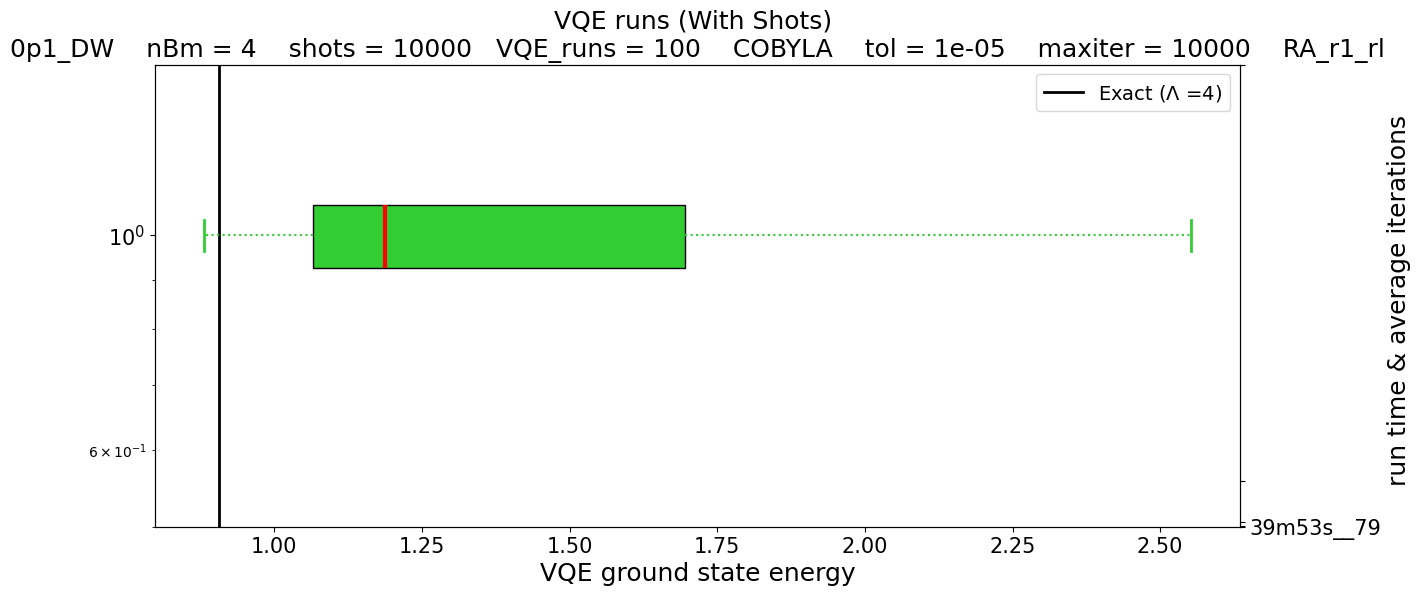 VQE runs (With Shots)
0p1_DW nBm = 4 shots = 10000 VQE_runs = 100 COBYLA tol = 1e-05 maxiter = 10000 RA_r1_rl
Exact (Λ =4)
10⁰
6 × 10⁻¹
run time & average iterations
39m53s__79
1.00 1.25 1.50 1.75 2.00 2.25 2.50
VQE ground state energy